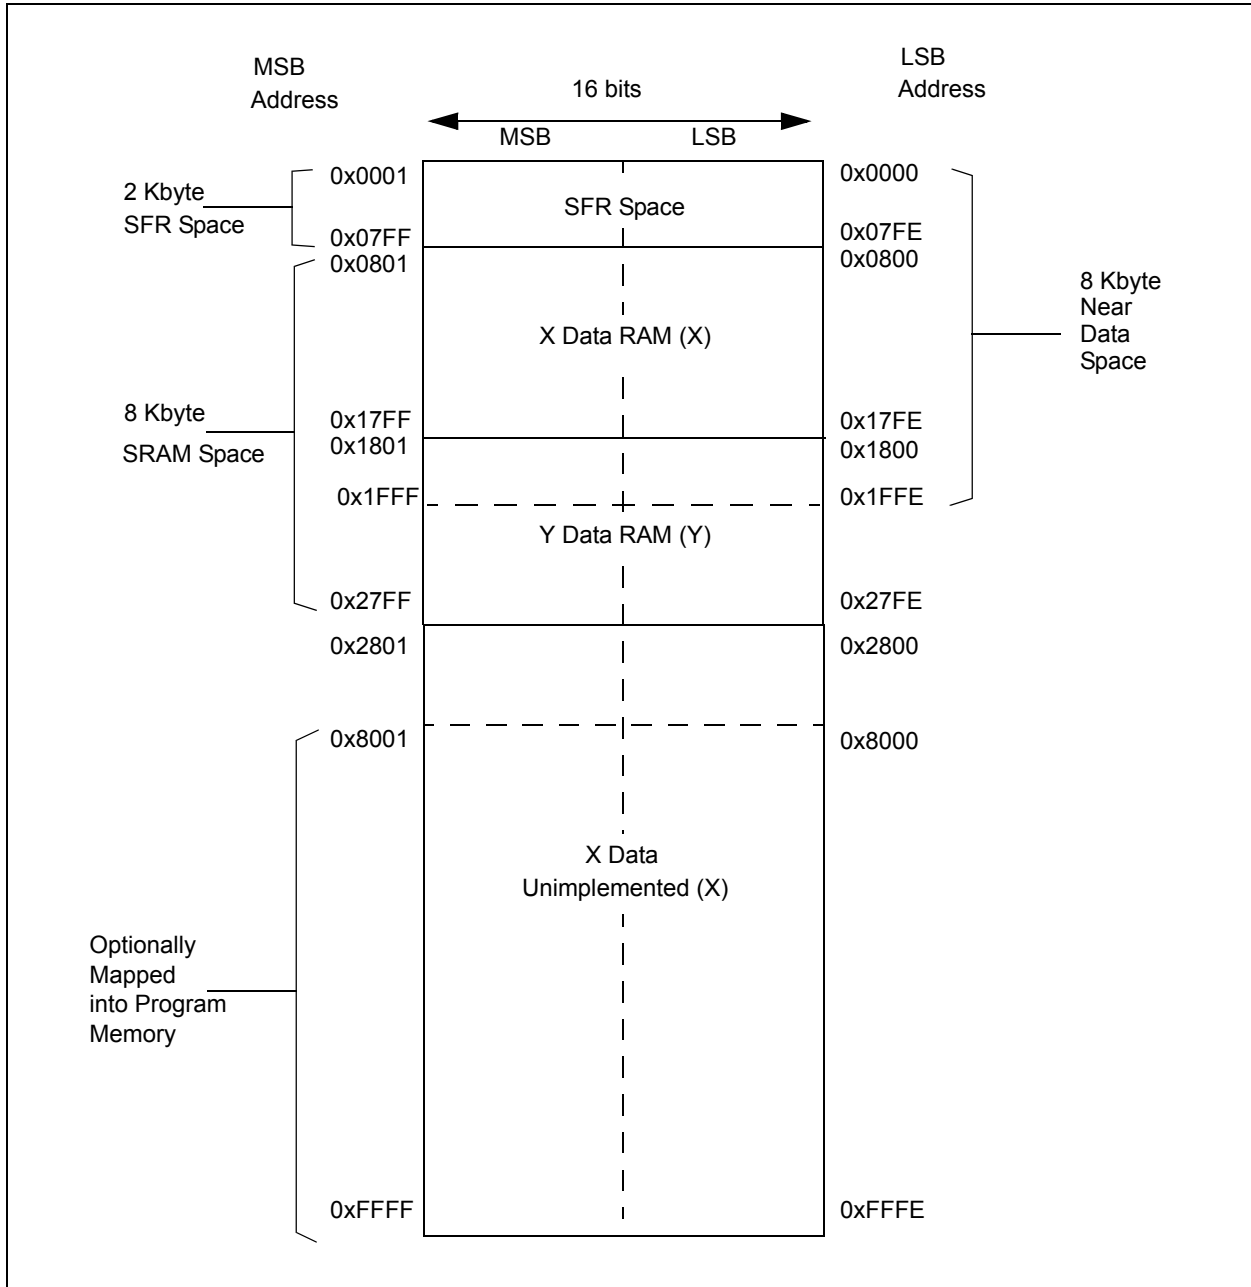 MSB
Address
LSB
Address
16 bits
MSB
LSB
0x0001
0x0000
2 Kbyte
SFR Space
SFR Space
0x07FF
0x07FE
0x0801
0x0800
8 Kbyte
Near
Data
Space
X Data RAM (X)
8 Kbyte
SRAM Space
0x17FF
0x17FE
0x1801
0x1800
0x1FFF
0x1FFE
Y Data RAM (Y)
0x27FF
0x27FE
0x2801
0x2800
0x8001
0x8000
X Data
Unimplemented (X)
Optionally
Mapped
into Program
Memory
0xFFFF
0xFFFE